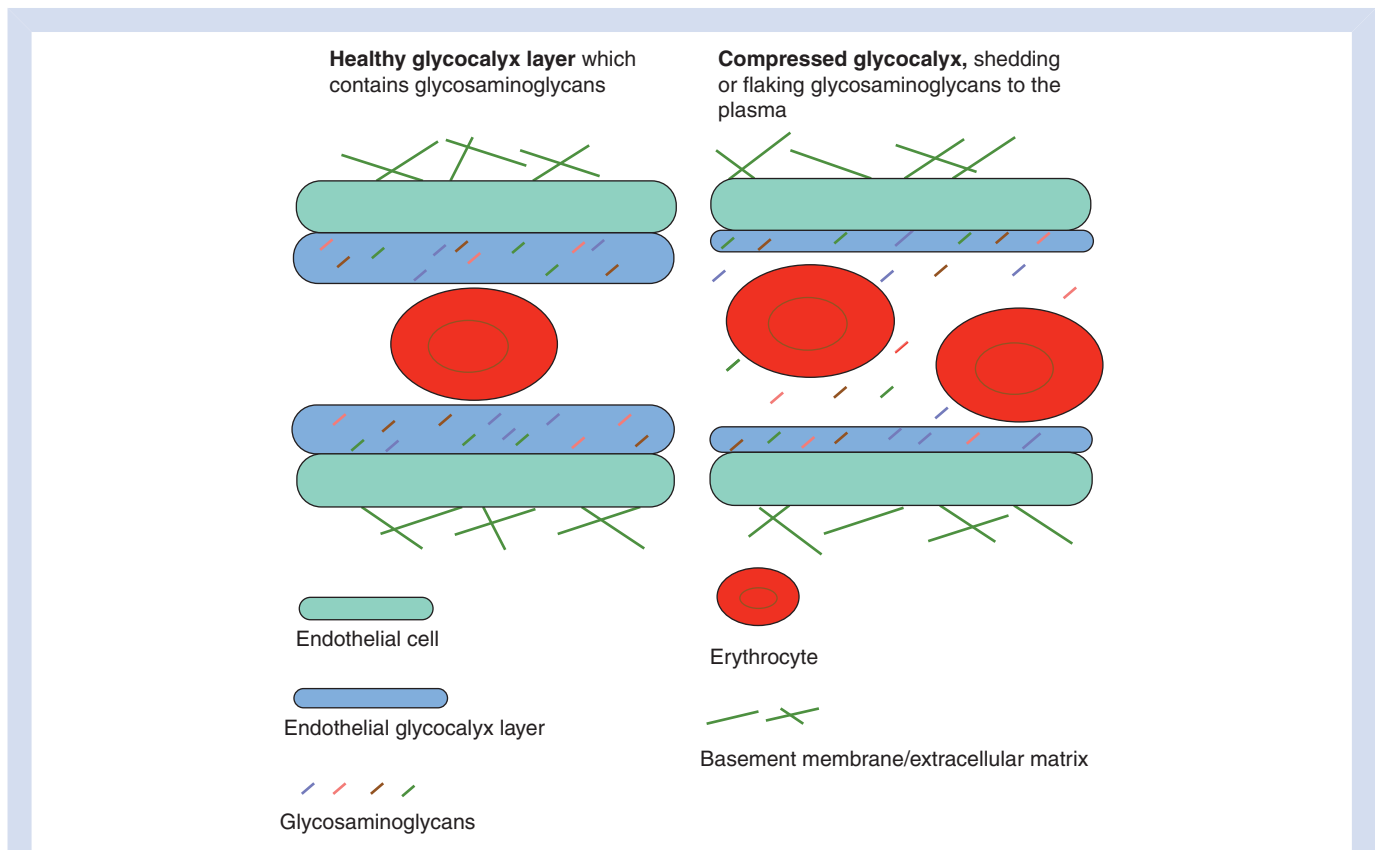 Healthy glycocalyx layer which
contains glycosaminoglycans
Compressed glycocalyx, shedding
or flaking glycosaminoglycans to the
plasma
Endothelial cell
Endothelial glycocalyx layer
Glycosaminoglycans
Erythrocyte
Basement membrane/extracellular matrix